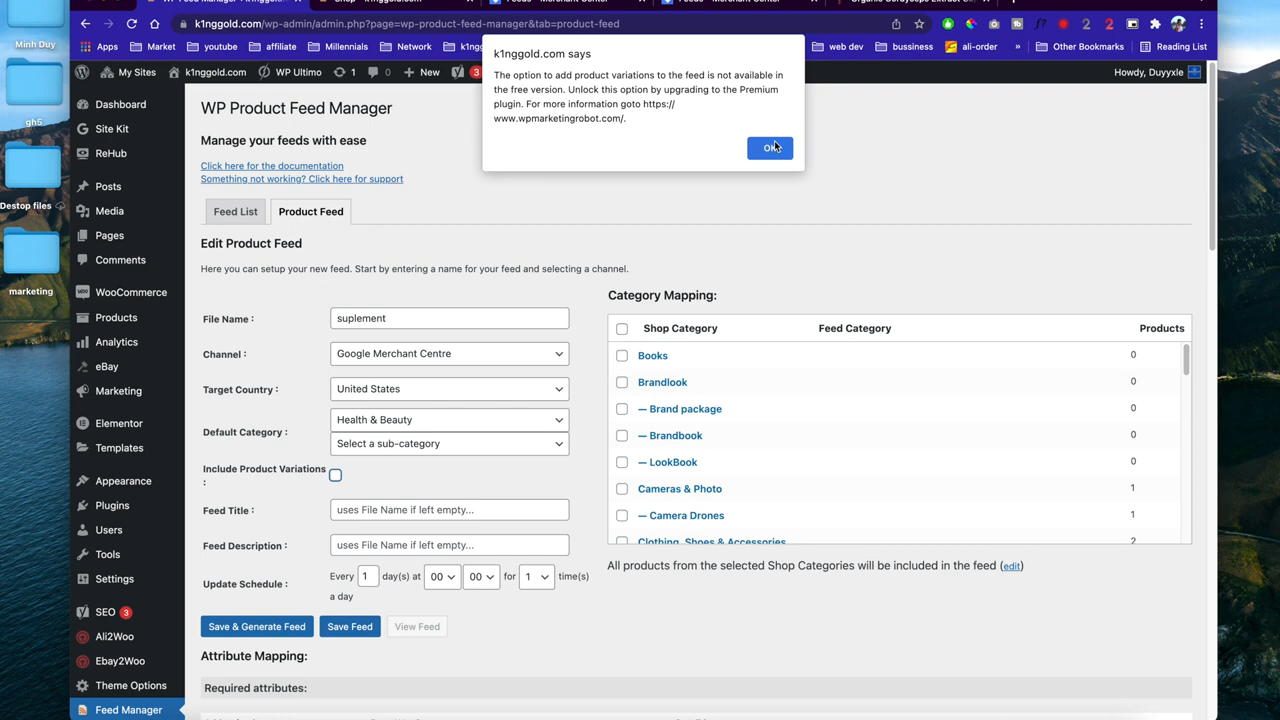 Minh Duy
gh5
Destop files
marketing
k1nggold.com/wp-admin/admin.php?page=wp-product-feed-manager&tab=product-feed
Apps Market youtube affiliate Millennials Network web dev bussiness ali-order » Other Bookmarks Reading List
My Sites k1nggold.com WP Ultimo 1 0 New 3 Howdy, Duyyxle
k1nggold.com says
The option to add product variations to the feed is not available in
the free version. Unlock this option by upgrading to the Premium
plugin. For more information goto https://
www.wpmarketingrobot.com/.
OK
Dashboard
Site Kit
ReHub
Posts
Media
Pages
Comments
WooCommerce
Products
Analytics
eBay
Marketing
Elementor
Templates
Appearance
Plugins
Users
Tools
Settings
SEO 3
Ali2Woo
Ebay2Woo
Theme Options
Feed Manager
WP Product Feed Manager
Manage your feeds with ease
Click here for the documentation
Something not working? Click here for support
Feed List Product Feed
Edit Product Feed
Here you can setup your new feed. Start by entering a name for your feed and selecting a channel.
File Name : suplement
Channel : Google Merchant Centre
Target Country : United States
Default Category : Health & Beauty
Select a sub-category
Include Product Variations
:
Feed Title : uses File Name if left empty...
Feed Description : uses File Name if left empty...
Update Schedule : Every 1 day(s) at 00 00 for 1 time(s)
a day
Save & Generate Feed Save Feed View Feed
Category Mapping:
Shop Category Feed Category Products
Books 0
Brandlook 0
— Brand package 0
— Brandbook 0
— LookBook 0
Cameras & Photo 1
— Camera Drones 1
Clothing, Shoes & Accessories 2
All products from the selected Shop Categories will be included in the feed (edit)
Attribute Mapping:
Required attributes: